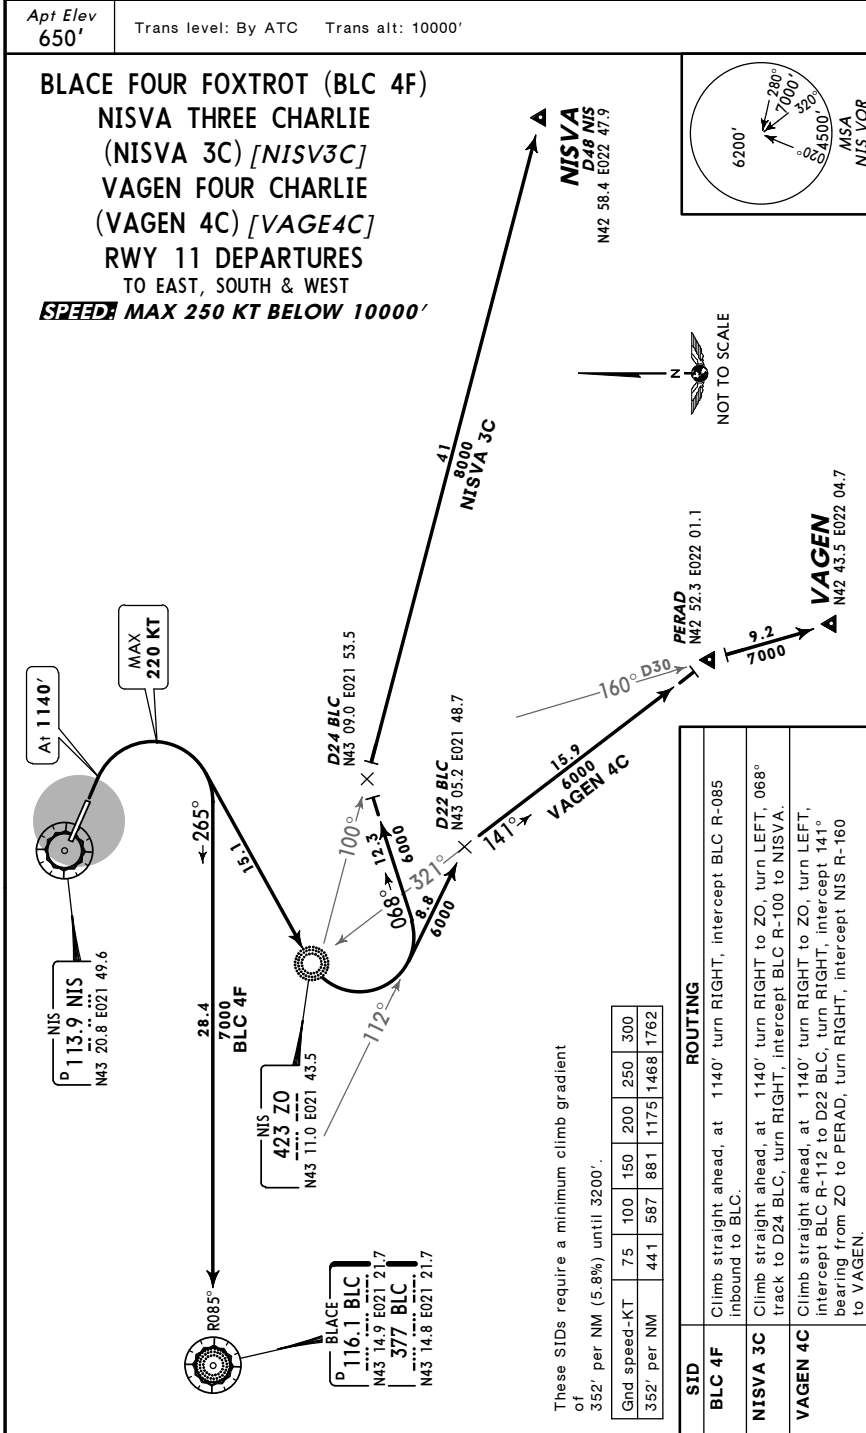 Apt Elev
650'
Trans level: By ATC Trans alt: 10000'
BLACE FOUR FOXTROT (BLC 4F)
NISVA THREE CHARLIE
(NISVA 3C) [NISV3C]
VAGEN FOUR CHARLIE
(VAGEN 4C) [VAGE4C]
RWY 11 DEPARTURES
TO EAST, SOUTH & WEST
SPEED: MAX 250 KT BELOW 10000'
280°
7000'
320°
4500'
020°
6200'
MSA
NIS VOR
NISVA
D48 NIS
N42 58.4 E022 47.9
N
NOT TO SCALE
41
8000
NISVA 3C
At 1140'
MAX
220 KT
D24 BLC
N43 09.0 E021 53.5
D22 BLC
N43 05.2 E021 48.7
PERAD
N42 52.3 E022 01.1
VAGEN
N42 43.5 E022 04.7
9.2
7000
160° D30
15.9
6000
VAGEN 4C
141°
100°
321°
12.3
6000
068°
8.8
6000
112°
265°
15.1
28.4
7000
BLC 4F
NIS
D 113.9 NIS
N43 20.8 E021 49.6
NIS
423 ZO
N43 11.0 E021 43.5
R085°
BLACE
D 116.1 BLC
N43 14.9 E021 21.7
377 BLC
N43 14.8 E021 21.7
These SIDs require a minimum climb gradient
of
352' per NM (5.8%) until 3200'.
Gnd speed-KT 75 100 150 200 250 300
352' per NM 441 587 881 1175 1468 1762
SID ROUTING
BLC 4F Climb straight ahead, at 1140' turn RIGHT, intercept BLC R-085
inbound to BLC.
NISVA 3C Climb straight ahead, at 1140' turn RIGHT to ZO, turn LEFT, 068°
track to D24 BLC, turn RIGHT, intercept BLC R-100 to NISVA.
VAGEN 4C Climb straight ahead, at 1140' turn RIGHT to ZO, turn LEFT,
intercept BLC R-112 to D22 BLC, turn RIGHT, intercept 141°
bearing from ZO to PERAD, turn RIGHT, intercept NIS R-160
to VAGEN.